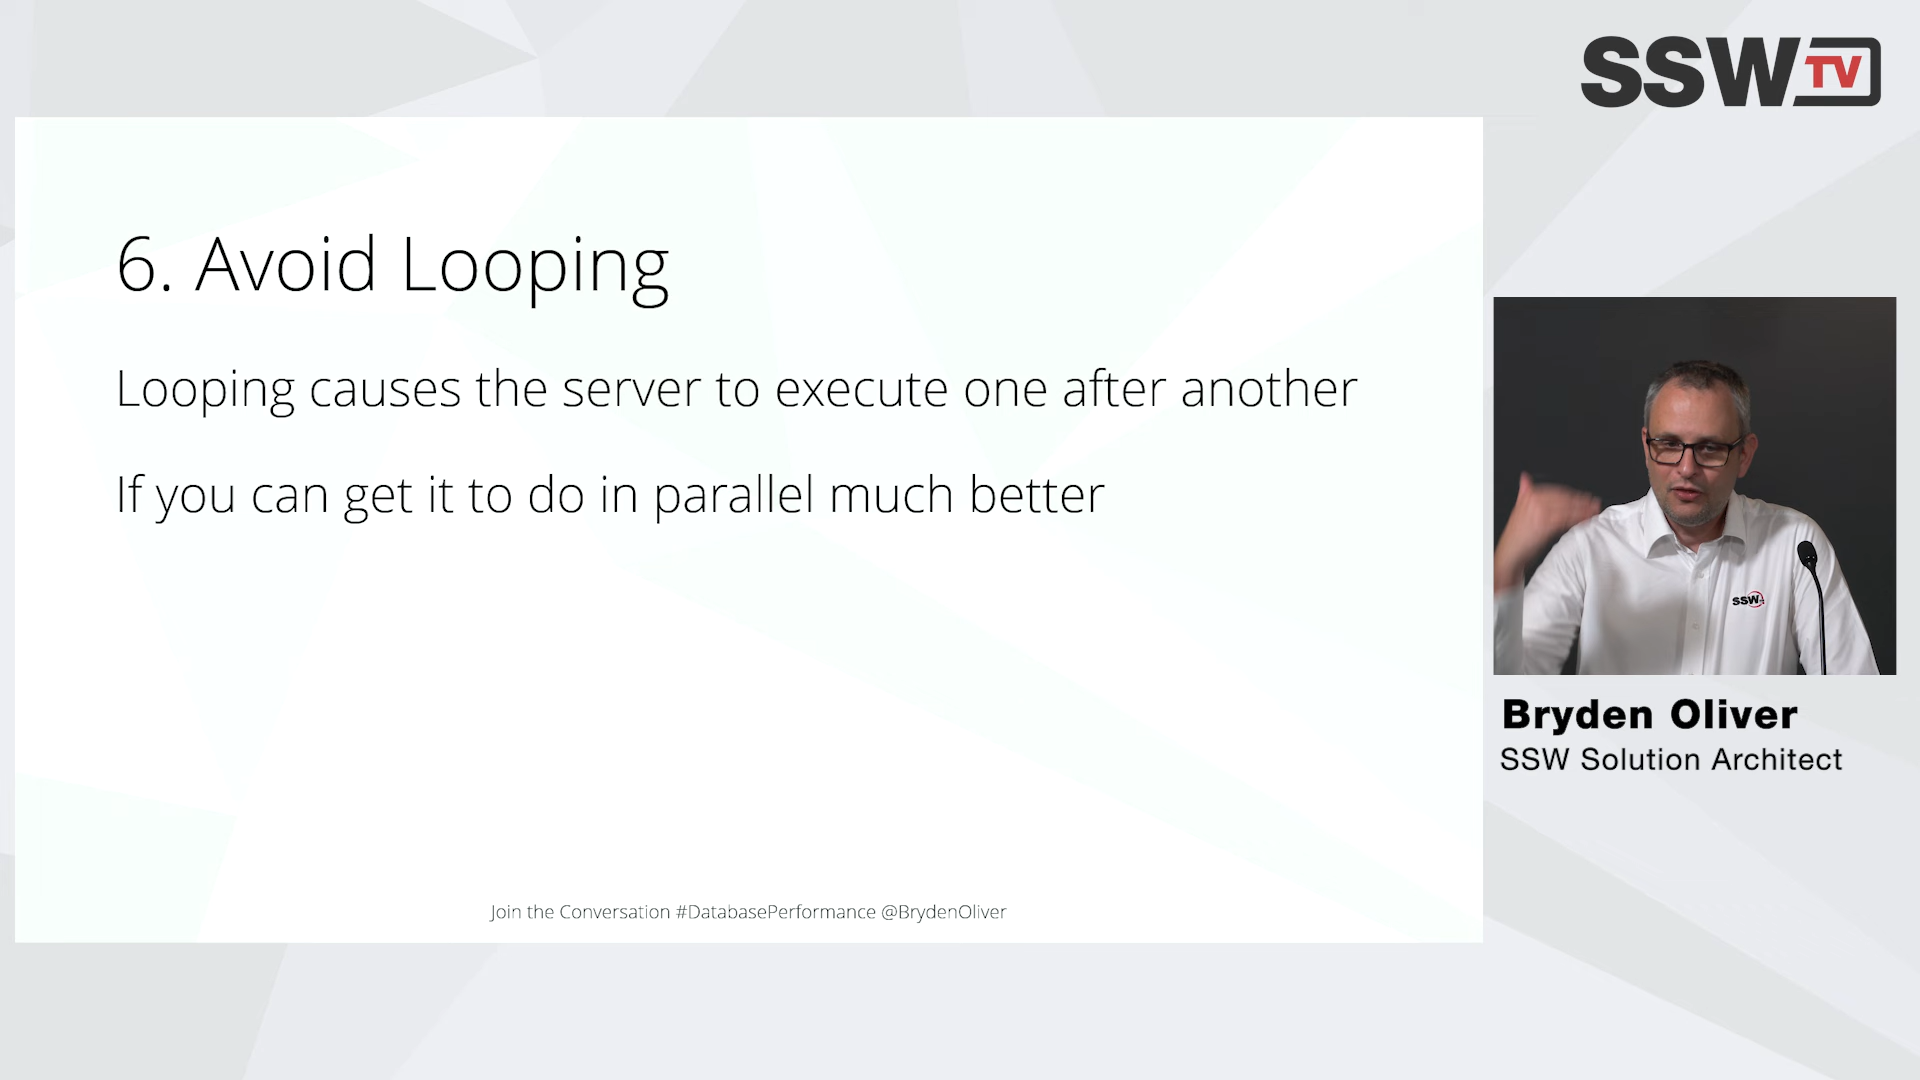 SSW TV
6. Avoid Looping
Looping causes the server to execute one after another
If you can get it to do in parallel much better
SSW
Bryden Oliver
SSW Solution Architect
Join the Conversation #DatabasePerformance @BrydenOliver